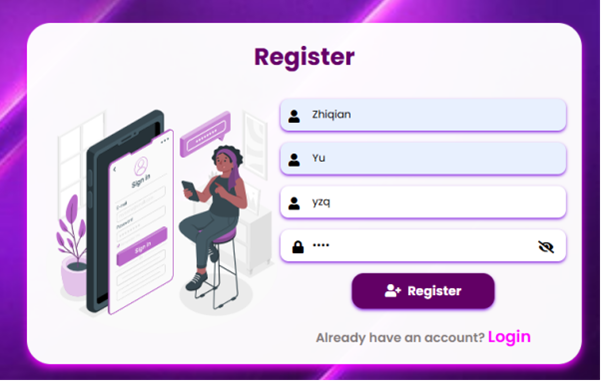 Register
Zhiqian
Yu
yzq
••••
Register
Already have an account? Login
Sign in
E-mail
Password
Sign in